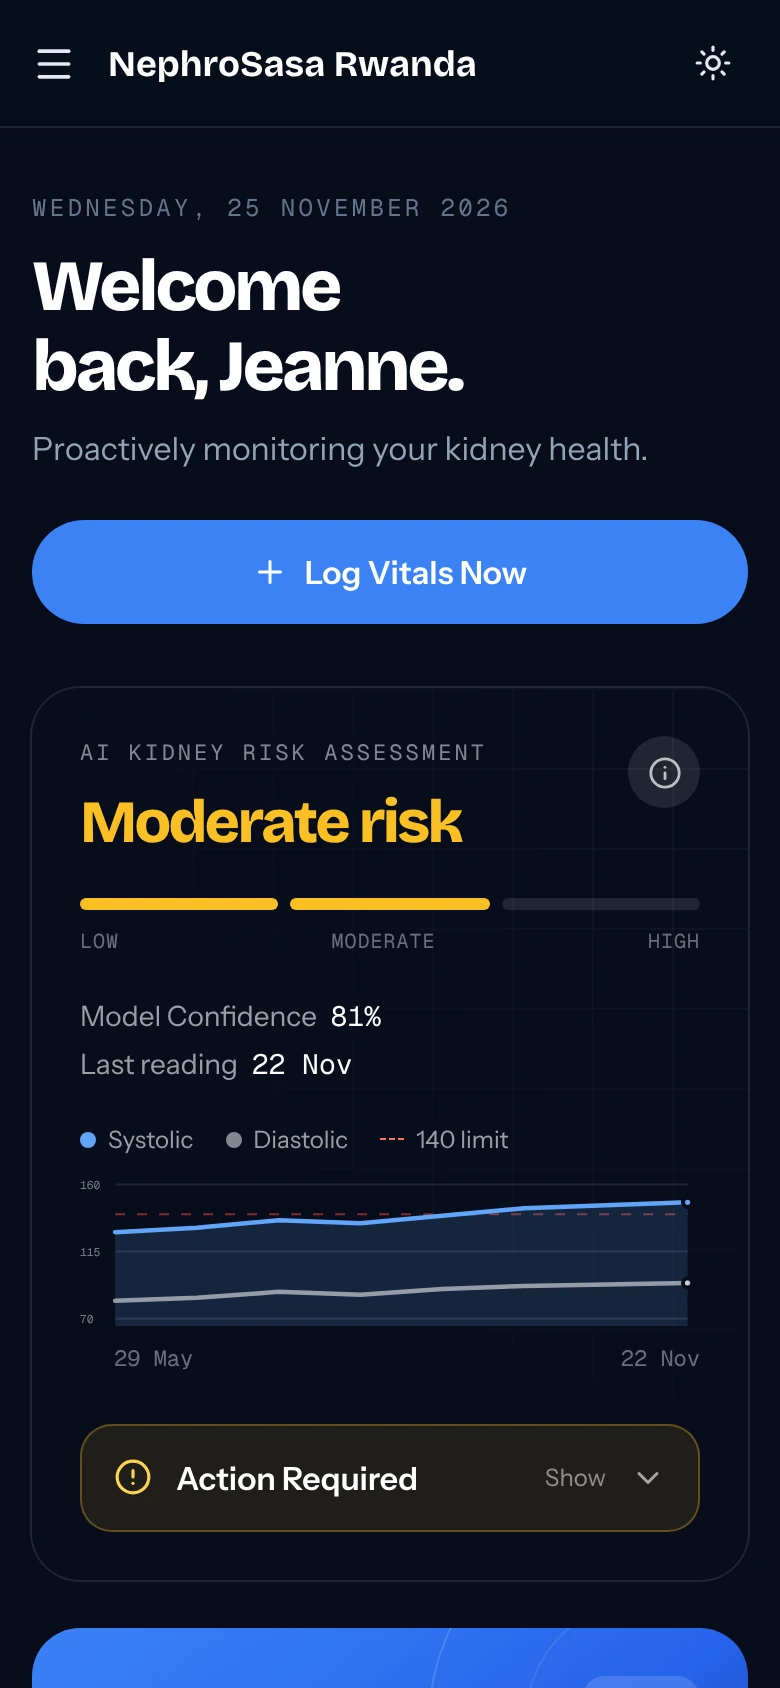 NephroSasa Rwanda
WEDNESDAY, 25 NOVEMBER 2026
Welcome
back, Jeanne.
Proactively monitoring your kidney health.
+ Log Vitals Now
AI KIDNEY RISK ASSESSMENT
Moderate risk
LOW MODERATE HIGH
Model Confidence 81%
Last reading 22 Nov
Systolic Diastolic 140 limit
160
115
70
29 May 22 Nov
Action Required Show